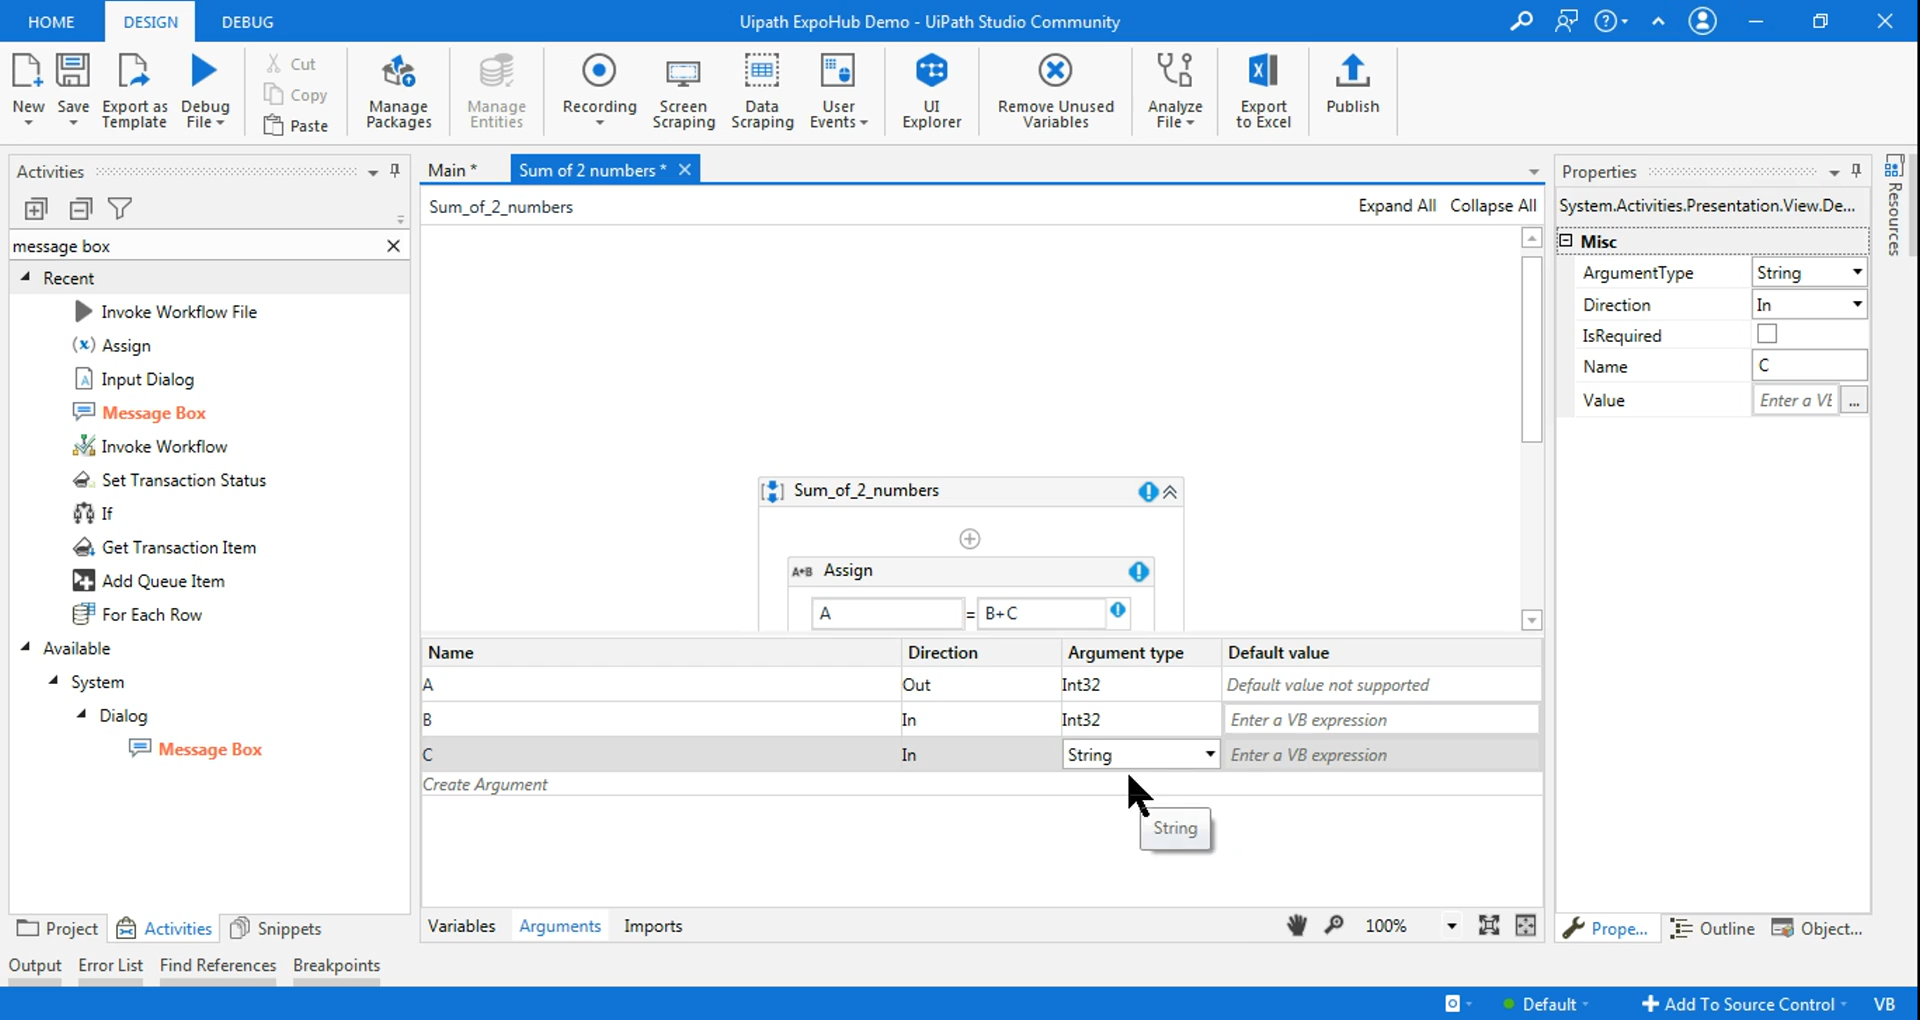 HOME DESIGN DEBUG Uipath ExpoHub Demo - UiPath Studio Community
New Save Export as Template Debug File
Cut
Copy
Paste
Manage Packages Manage Entities Recording Screen Scraping Data Scraping User Events UI Explorer Remove Unused Variables Analyze File Export to Excel Publish
Activities
message box
Recent
Invoke Workflow File
Assign
Input Dialog
Message Box
Invoke Workflow
Set Transaction Status
If
Get Transaction Item
Add Queue Item
For Each Row
Available
System
Dialog
Message Box
Project Activities Snippets
Main * Sum of 2 numbers *
Sum_of_2_numbers Expand All Collapse All
Sum_of_2_numbers
A+B Assign
A = B+C
Name Direction Argument type Default value
A Out Int32 Default value not supported
B In Int32 Enter a VB expression
C In String Enter a VB expression
Create Argument
String
Variables Arguments Imports 100%
Properties
System.Activities.Presentation.View.De...
Misc
ArgumentType String
Direction In
IsRequired
Name C
Value Enter a VE ...
Prope... Outline Object...
Resources
Output Error List Find References Breakpoints
Default Add To Source Control VB